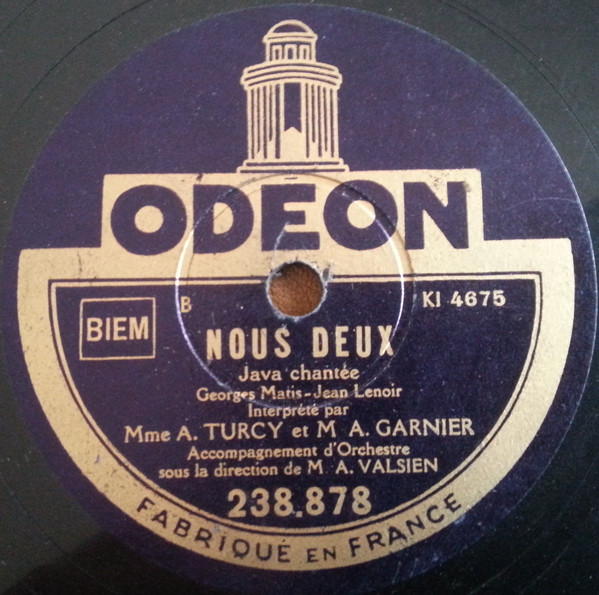 ODEON
BIEM
B
KI 4675
NOUS DEUX
Java chantée
Georges Matis-Jean Lenoir
Interprété par
Mme A. TURCY et M A. GARNIER
Accompagnement d'Orchestre
sous la direction de M. A. VALSIEN
238.878
FABRIQUÉ EN FRANCE